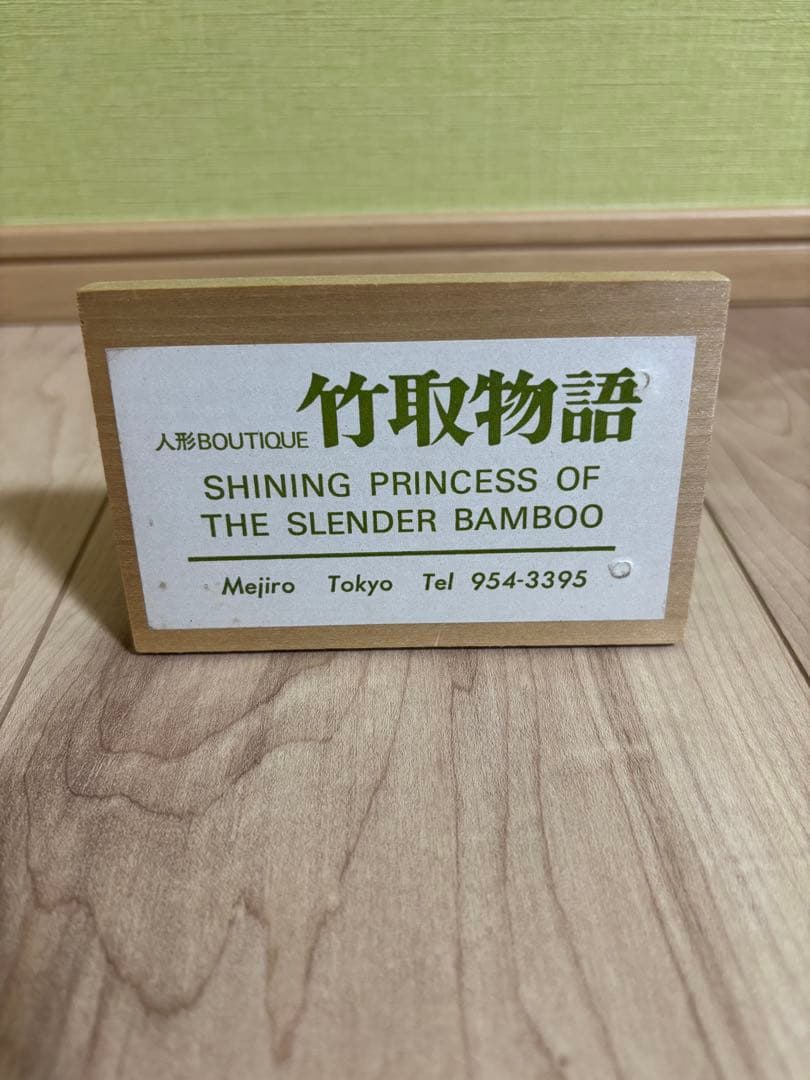 人形BOUTIQUE 竹取物語
SHINING PRINCESS OF
THE SLENDER BAMBOO
Mejiro Tokyo Tel 954-3395